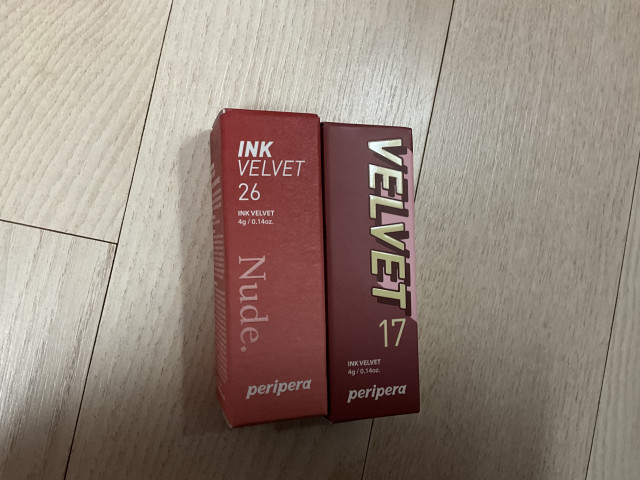 INK
VELVET
26
INK VELVET
4g / 0.14oz.
Nude.
peripera
VELVET
17
INK VELVET
4g / 0.14oz.
peripera